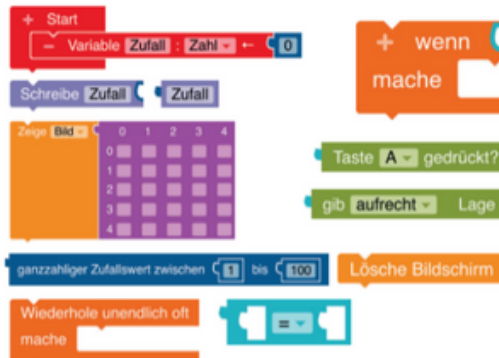 + Start
− Variable Zufall : Zahl ← 0
+ wenn
mache
Schreibe Zufall
Zufall
Zeige Bild
0 1 2 3 4
0
1
2
3
4
Taste A gedrückt?
gib aufrecht Lage
ganzzahliger Zufallswert zwischen 1 bis 100
Lösche Bildschirm
Wiederhole unendlich oft
mache
=